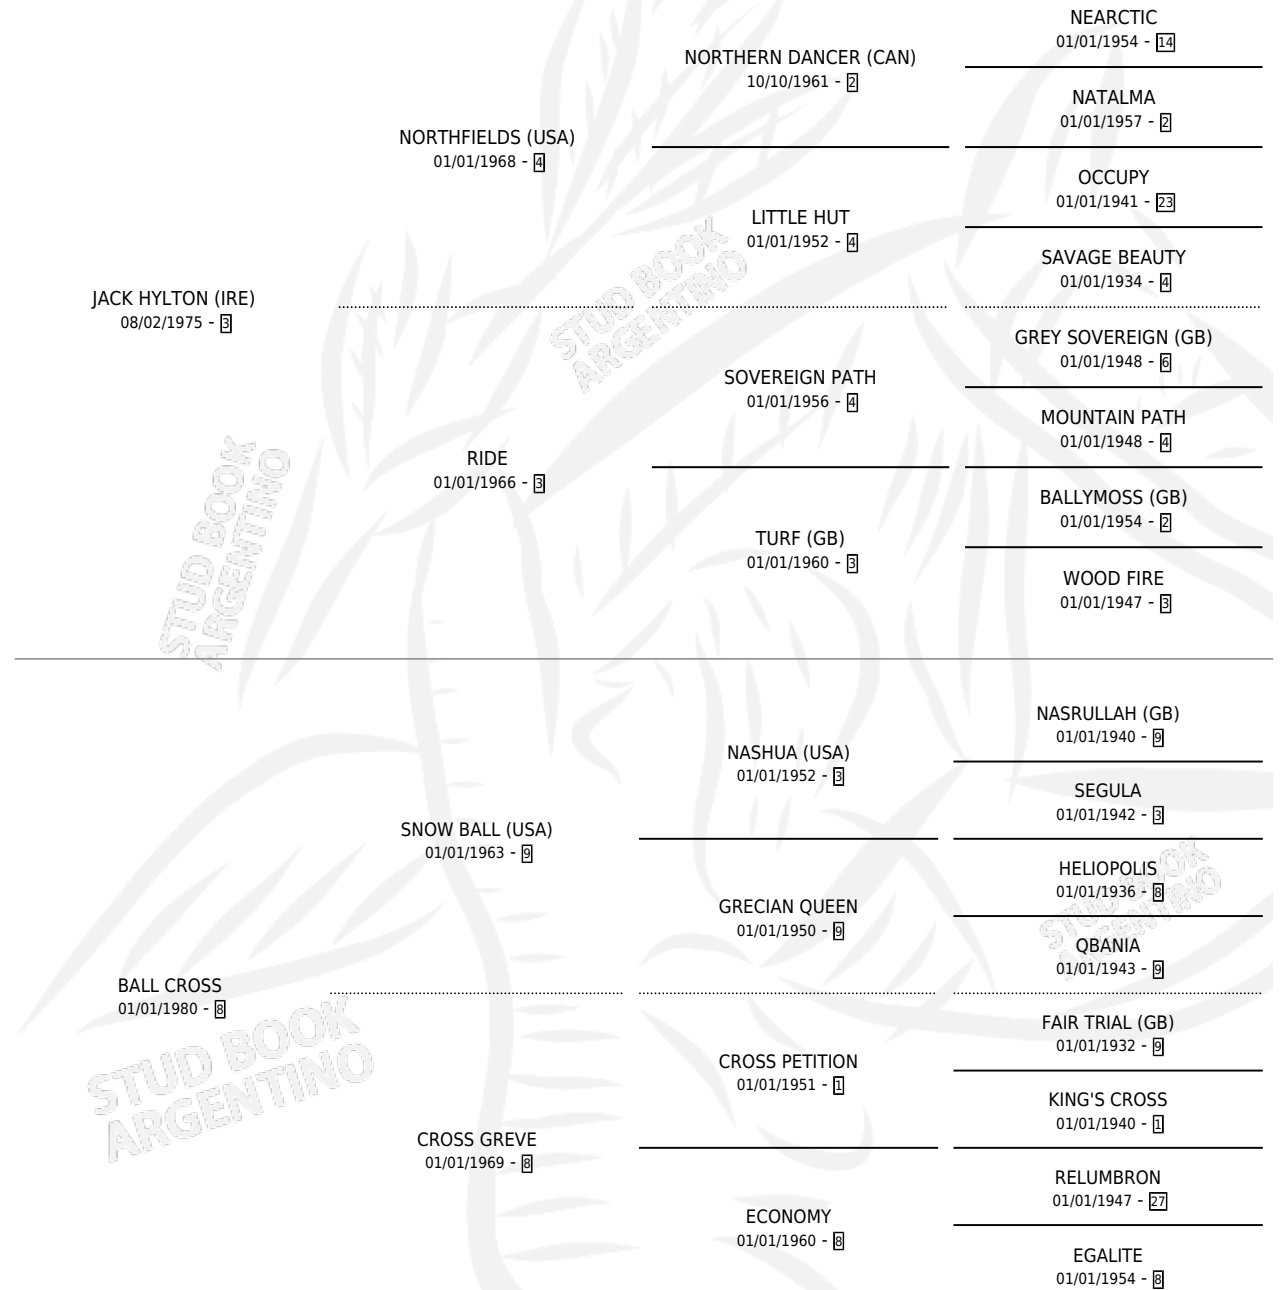 NEARCTIC
01/01/1954 - 14
NORTHERN DANCER (CAN)
10/10/1961 - 2
NATALMA
01/01/1957 - 2
NORTHFIELDS (USA)
01/01/1968 - 4
OCCUPY
01/01/1941 - 23
LITTLE HUT
01/01/1952 - 4
SAVAGE BEAUTY
01/01/1934 - 4
JACK HYLTON (IRE)
08/02/1975 - 3
GREY SOVEREIGN (GB)
01/01/1948 - 6
SOVEREIGN PATH
01/01/1956 - 4
MOUNTAIN PATH
01/01/1948 - 4
RIDE
01/01/1966 - 3
BALLYMOSS (GB)
01/01/1954 - 2
TURF (GB)
01/01/1960 - 3
WOOD FIRE
01/01/1947 - 3
NASRULLAH (GB)
01/01/1940 - 9
NASHUA (USA)
01/01/1952 - 3
SEGULA
01/01/1942 - 3
SNOW BALL (USA)
01/01/1963 - 9
HELIOPOLIS
01/01/1936 - 8
GRECIAN QUEEN
01/01/1950 - 9
QBANIA
01/01/1943 - 9
BALL CROSS
01/01/1980 - 8
FAIR TRIAL (GB)
01/01/1932 - 9
CROSS PETITION
01/01/1951 - 1
KING'S CROSS
01/01/1940 - 1
CROSS GREVE
01/01/1969 - 8
RELUMBRON
01/01/1947 - 27
ECONOMY
01/01/1960 - 8
EGALITE
01/01/1954 - 8
STUD BOOK
ARGENTINO
STUD BOOK
ARGENTINO
STUD BOOK
ARGENTINO
STUD BOOK
ARGENTINO